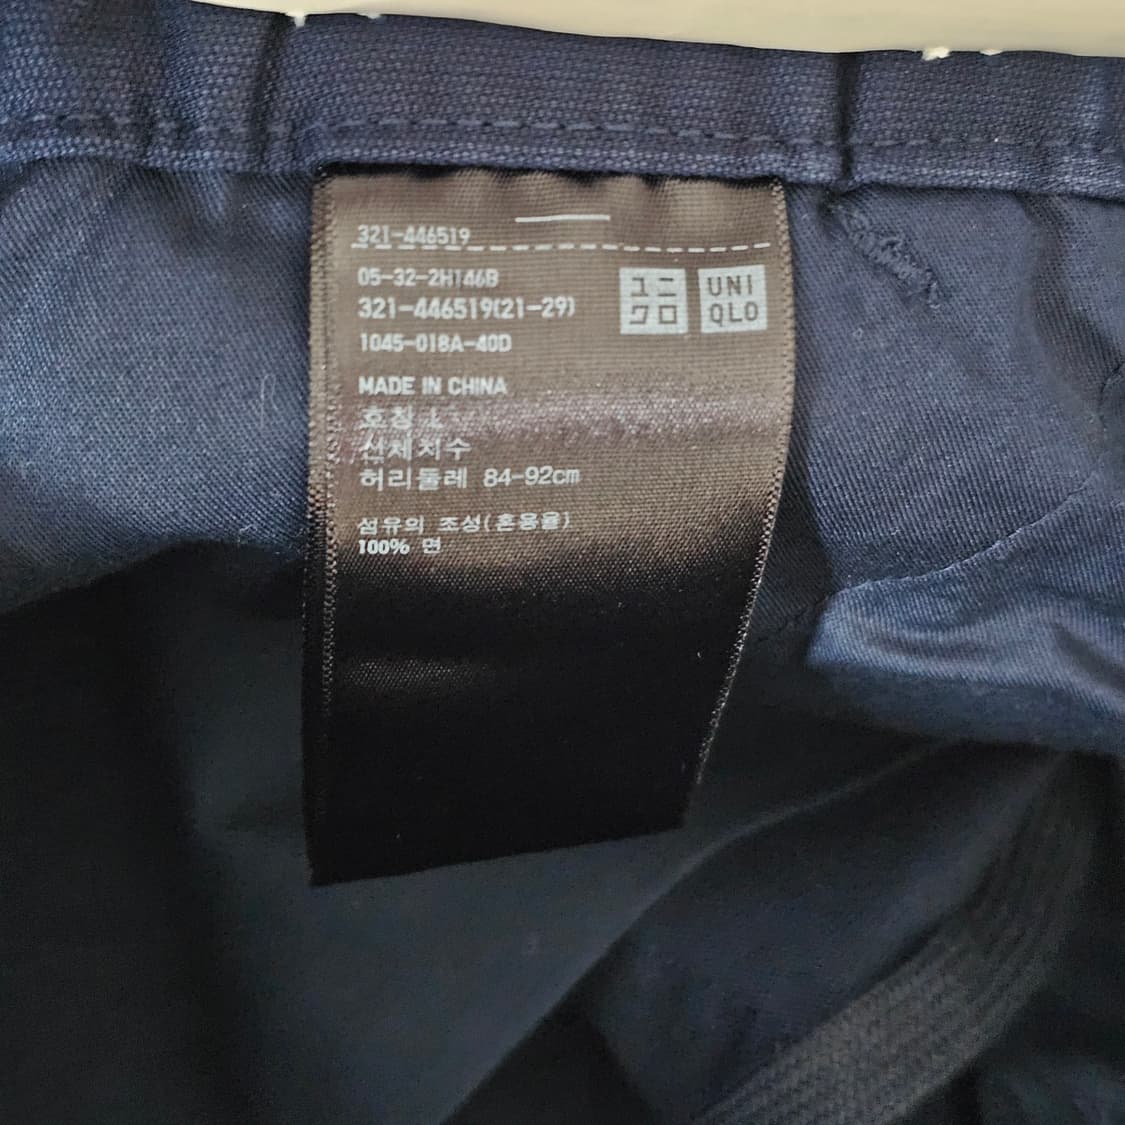 321-446519
05-32-2H146B
321-446519(21-29)
1045-018A-40D
ユニ
クロ
UNI
QLO
MADE IN CHINA
호칭 L
신체치수
허리둘레 84-92cm
섬유의 조성(혼용율)
100% 면